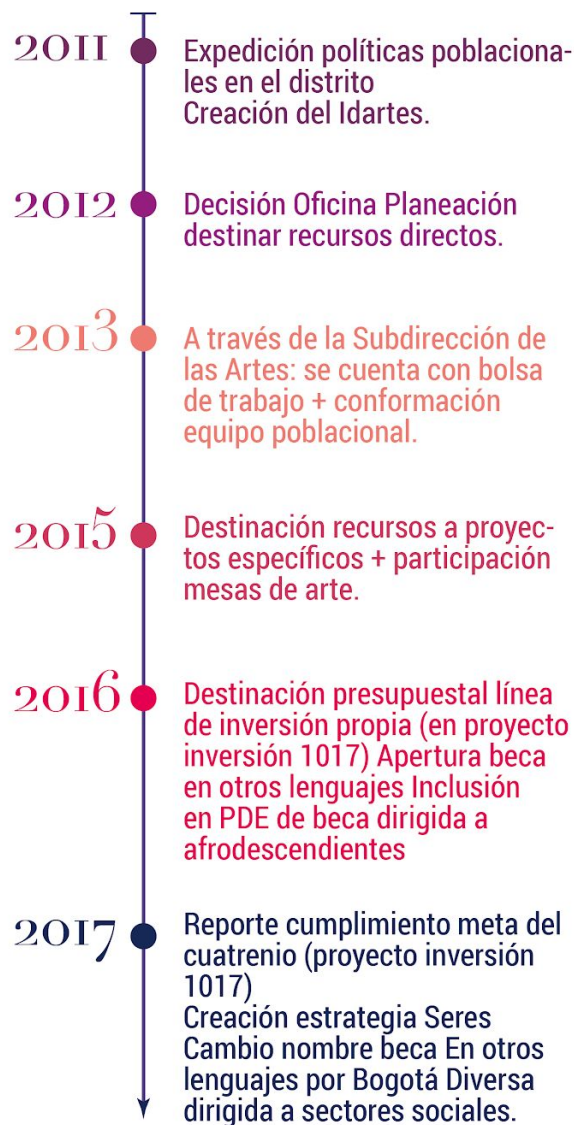 2011
Expedición políticas poblaciona-
les en el distrito
Creación del Idartes.
2012
Decisión Oficina Planeación
destinar recursos directos.
2013
A través de la Subdirección de
las Artes: se cuenta con bolsa
de trabajo + conformación
equipo poblacional.
2015
Destinación recursos a proyec-
tos específicos + participación
mesas de arte.
2016
Destinación presupuestal línea
de inversión propia (en proyecto
inversión 1017) Apertura beca
en otros lenguajes Inclusión
en PDE de beca dirigida a
afrodescendientes
2017
Reporte cumplimiento meta del
cuatrenio (proyecto inversión
1017)
Creación estrategia Seres
Cambio nombre beca En otros
lenguajes por Bogotá Diversa
dirigida a sectores sociales.